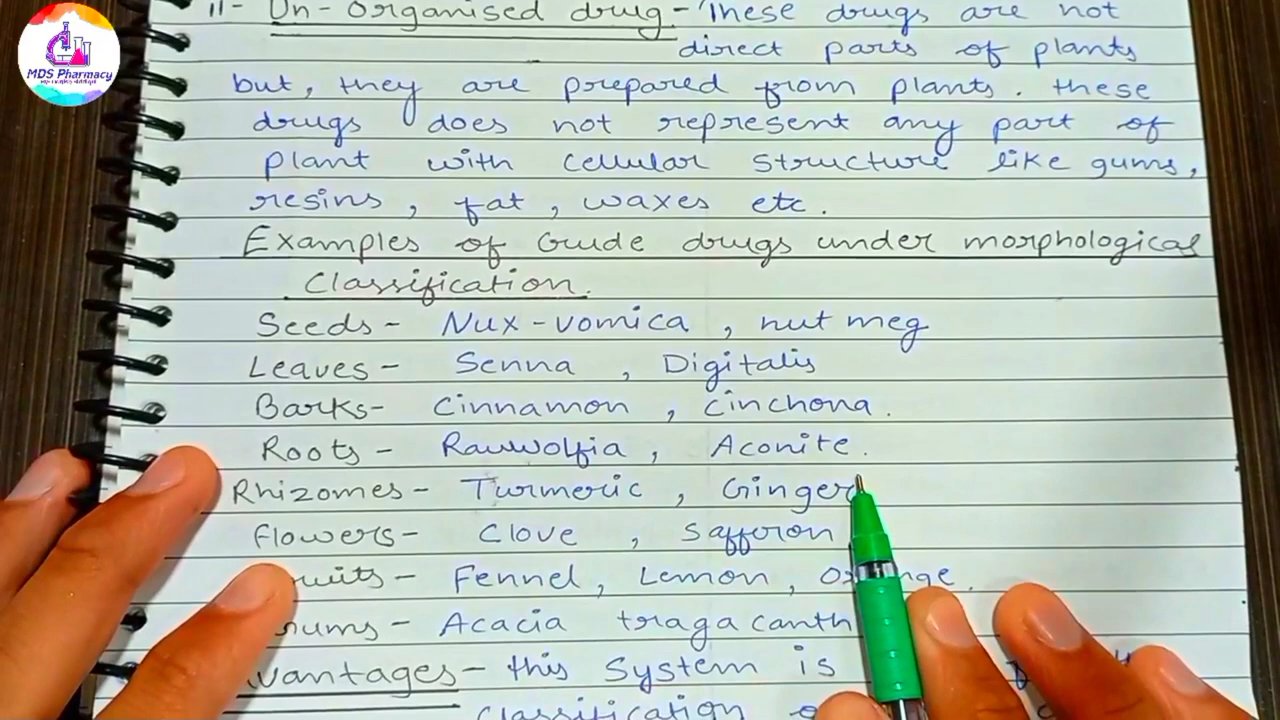 MDS Pharmacy
ii- Un-organised drug - These drugs are not
direct parts of plants
but, they are prepared from plants. these
drugs does not represent any part of
plant with cellular structure like gums,
resins, fat, waxes etc.
Examples of Crude drugs under morphological
Classification.
Seeds - Nux-vomica, nut meg
Leaves - Senna, Digitalis
Barks- Cinnamon, Cinchona.
Roots - Rauwolfia, Aconite.
Rhizomes - Turmeric, Ginger
Flowers - Clove, Saffron
Fennel, Lemon,
Acacia tragacanth
this System is
classification